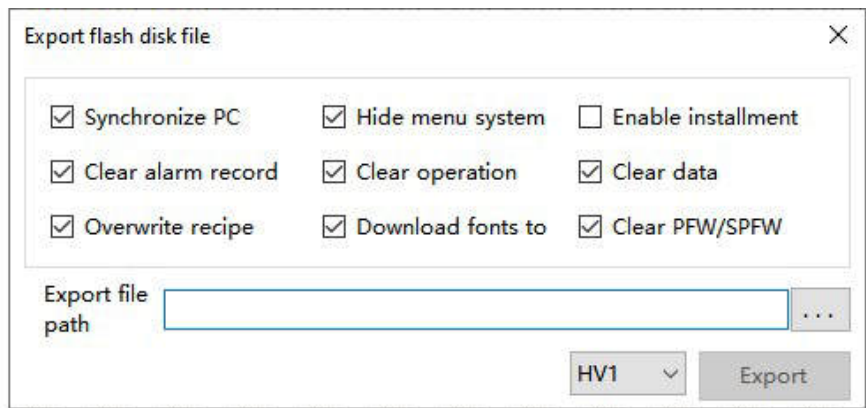 Export flash disk file
Synchronize PC Hide menu system Enable installment
Clear alarm record Clear operation Clear data
Overwrite recipe Download fonts to Clear PFW/SPFW
Export file
path
...
HV1 Export